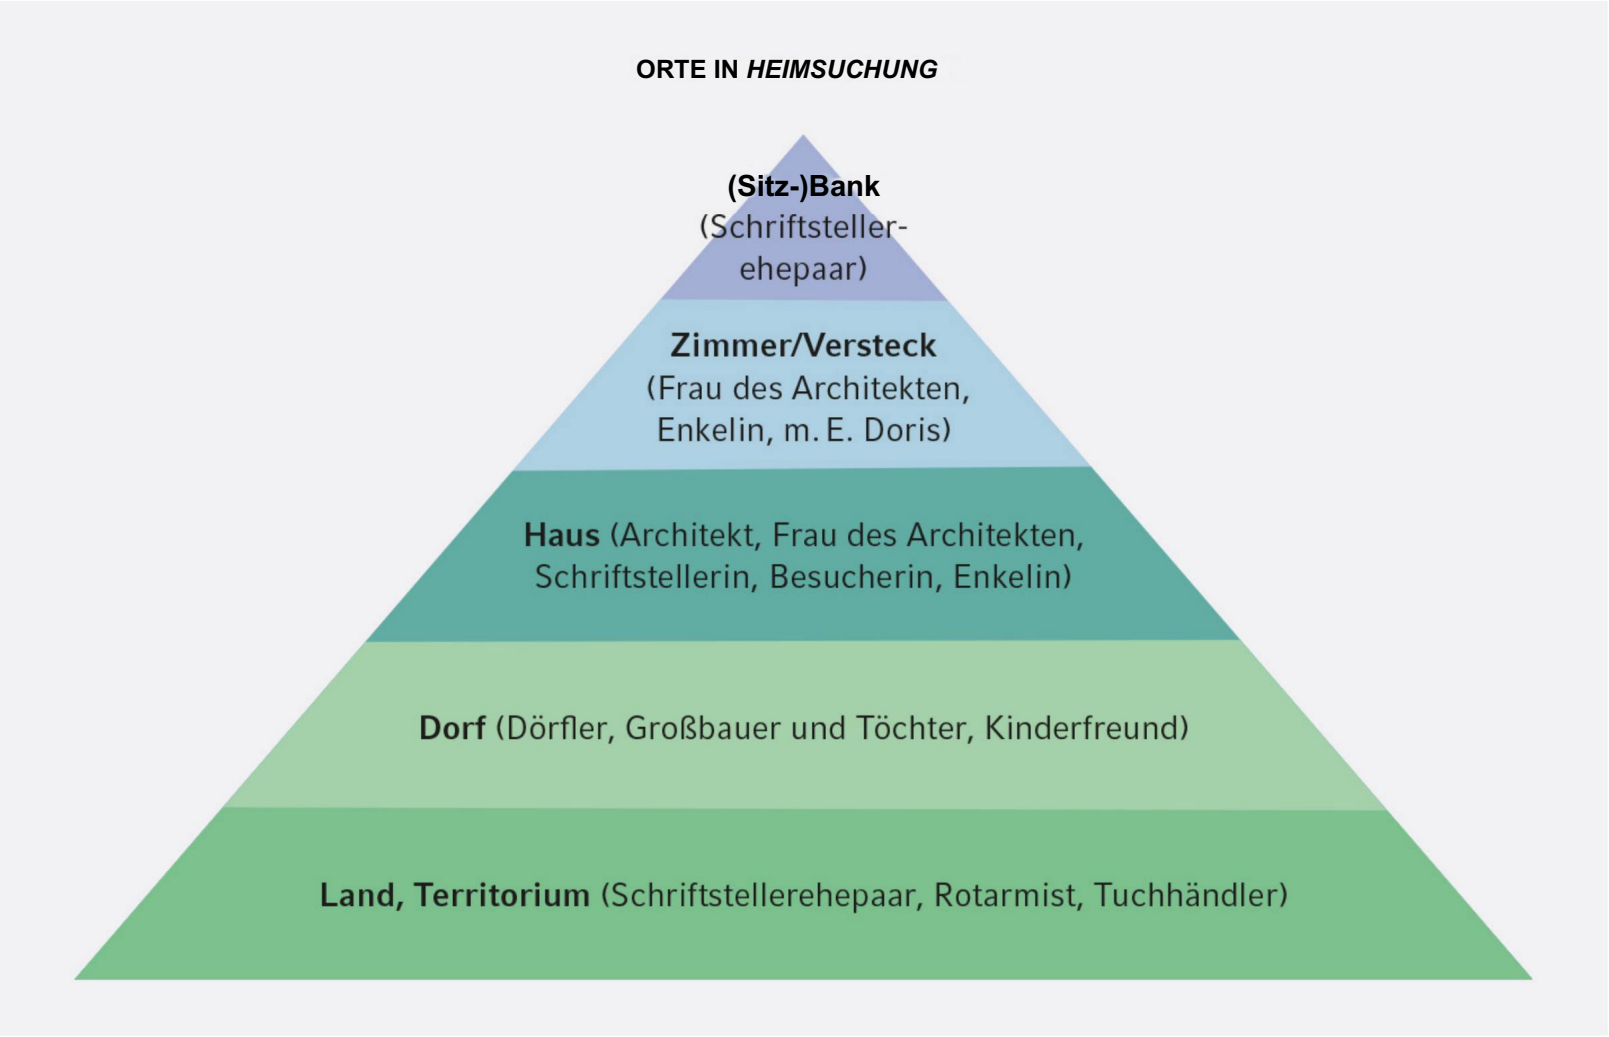 ORTE IN HEIMSUCHUNG
(Sitz-)Bank
(Schriftsteller-
ehepaar)
Zimmer/Versteck
(Frau des Architekten,
Enkelin, m. E. Doris)
Haus (Architekt, Frau des Architekten,
Schriftstellerin, Besucherin, Enkelin)
Dorf (Dörfler, Großbauer und Töchter, Kinderfreund)
Land, Territorium (Schriftstellerehepaar, Rotarmist, Tuchhändler)